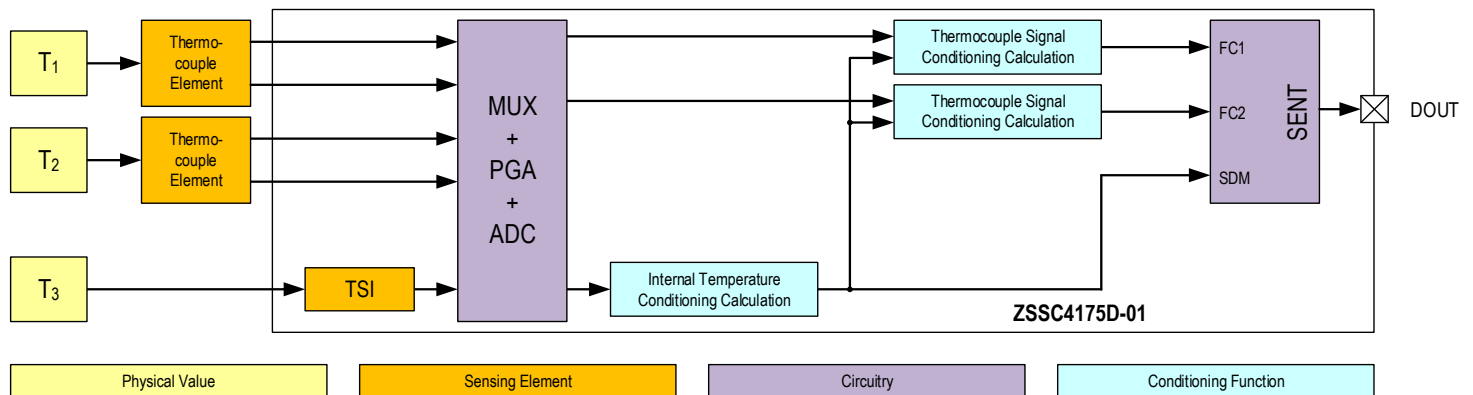 T1
Thermo-
couple
Element
T2
Thermo-
couple
Element
T3
TSI
MUX
+
PGA
+
ADC
Internal Temperature
Conditioning Calculation
Thermocouple Signal
Conditioning Calculation
Thermocouple Signal
Conditioning Calculation
FC1
FC2
SDM
SENT
DOUT
ZSSC4175D-01
Physical Value
Sensing Element
Circuitry
Conditioning Function